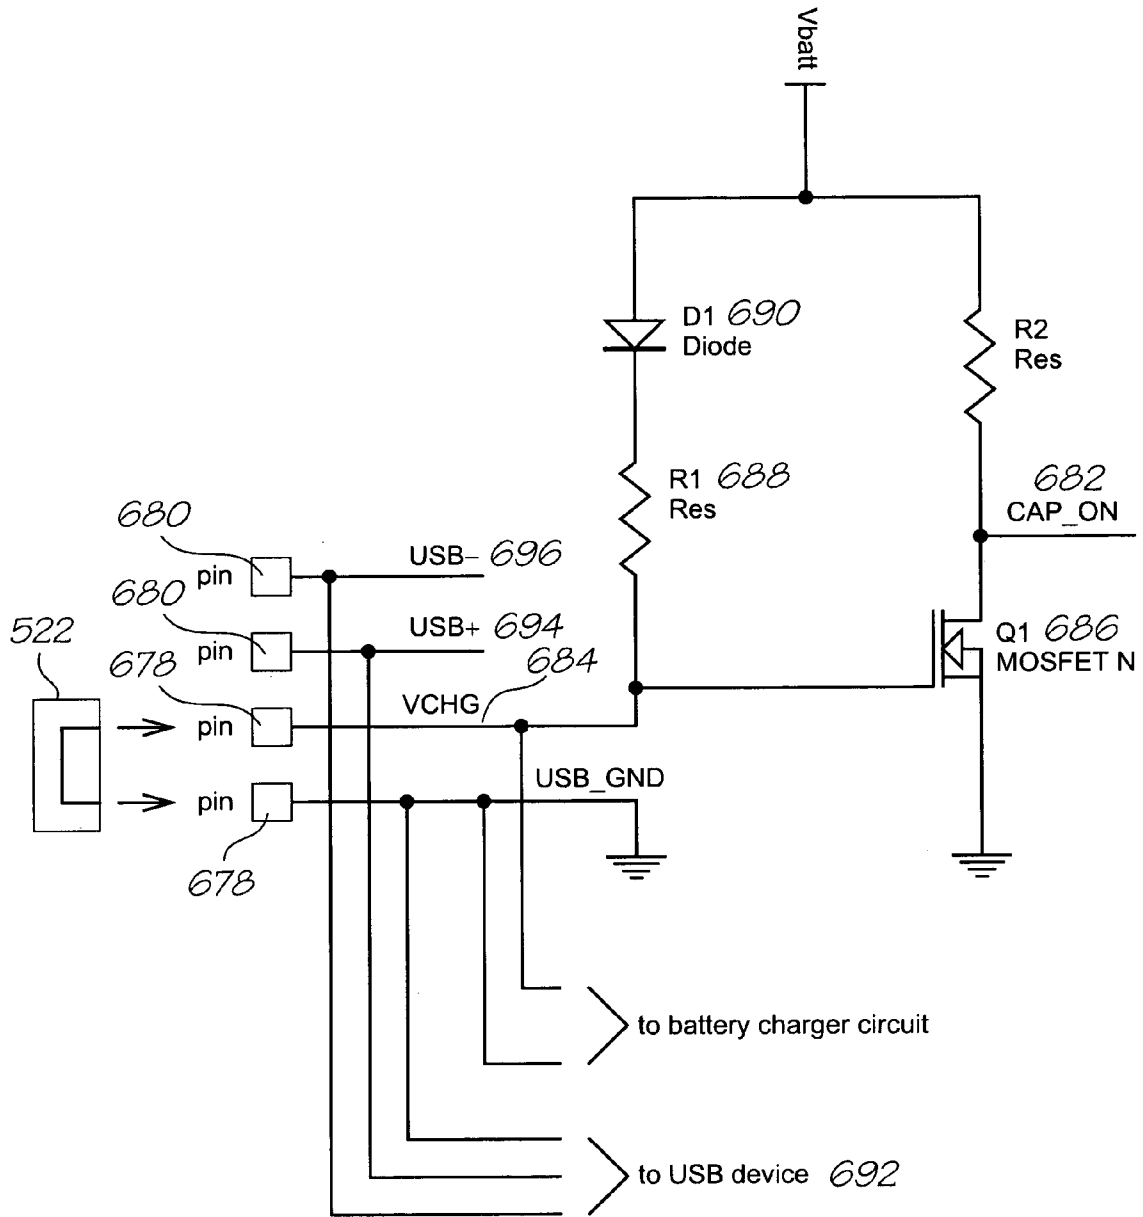 Vbatt
D1 690
Diode
R2
Res
R1 688
Res
682
CAP_ON
680
pin
USB– 696
680
pin
USB+ 694
Q1 686
MOSFET N
522
678
684
pin
VCHG
pin
USB_GND
678
to battery charger circuit
to USB device 692